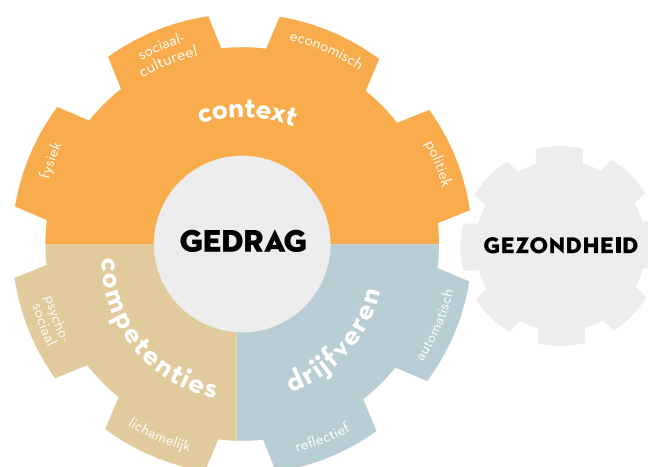 sociaal-
cultureel
economisch
context
fysiek
politiek
GEDRAG
GEZONDHEID
competenties
drijfveren
psycho-
sociaal
automatisch
lichamelijk
reflectief